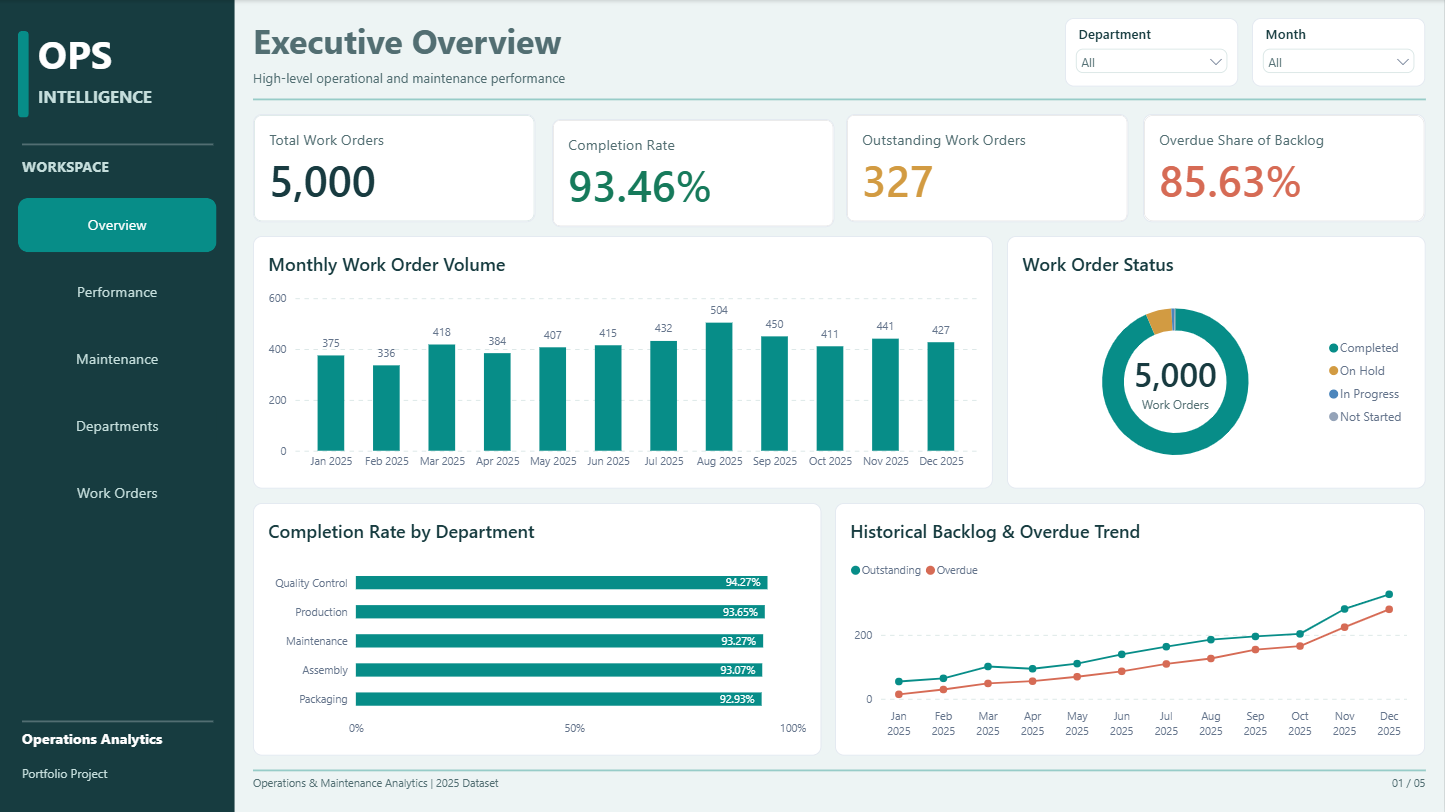 OPS
INTELLIGENCE
WORKSPACE
Overview
Performance
Maintenance
Departments
Work Orders
Operations Analytics
Portfolio Project
Executive Overview
High-level operational and maintenance performance
Department
All
Month
All
Total Work Orders
5,000
Completion Rate
93.46%
Outstanding Work Orders
327
Overdue Share of Backlog
85.63%
Monthly Work Order Volume
600
400
200
0
375
336
418
384
407
415
432
504
450
411
441
427
Jan 2025
Feb 2025
Mar 2025
Apr 2025
May 2025
Jun 2025
Jul 2025
Aug 2025
Sep 2025
Oct 2025
Nov 2025
Dec 2025
Work Order Status
5,000
Work Orders
Completed
On Hold
In Progress
Not Started
Completion Rate by Department
Quality Control 94.27%
Production 93.65%
Maintenance 93.27%
Assembly 93.07%
Packaging 92.93%
0% 50% 100%
Historical Backlog & Overdue Trend
Outstanding Overdue
200
0
Jan 2025
Feb 2025
Mar 2025
Apr 2025
May 2025
Jun 2025
Jul 2025
Aug 2025
Sep 2025
Oct 2025
Nov 2025
Dec 2025
Operations & Maintenance Analytics | 2025 Dataset
01 / 05